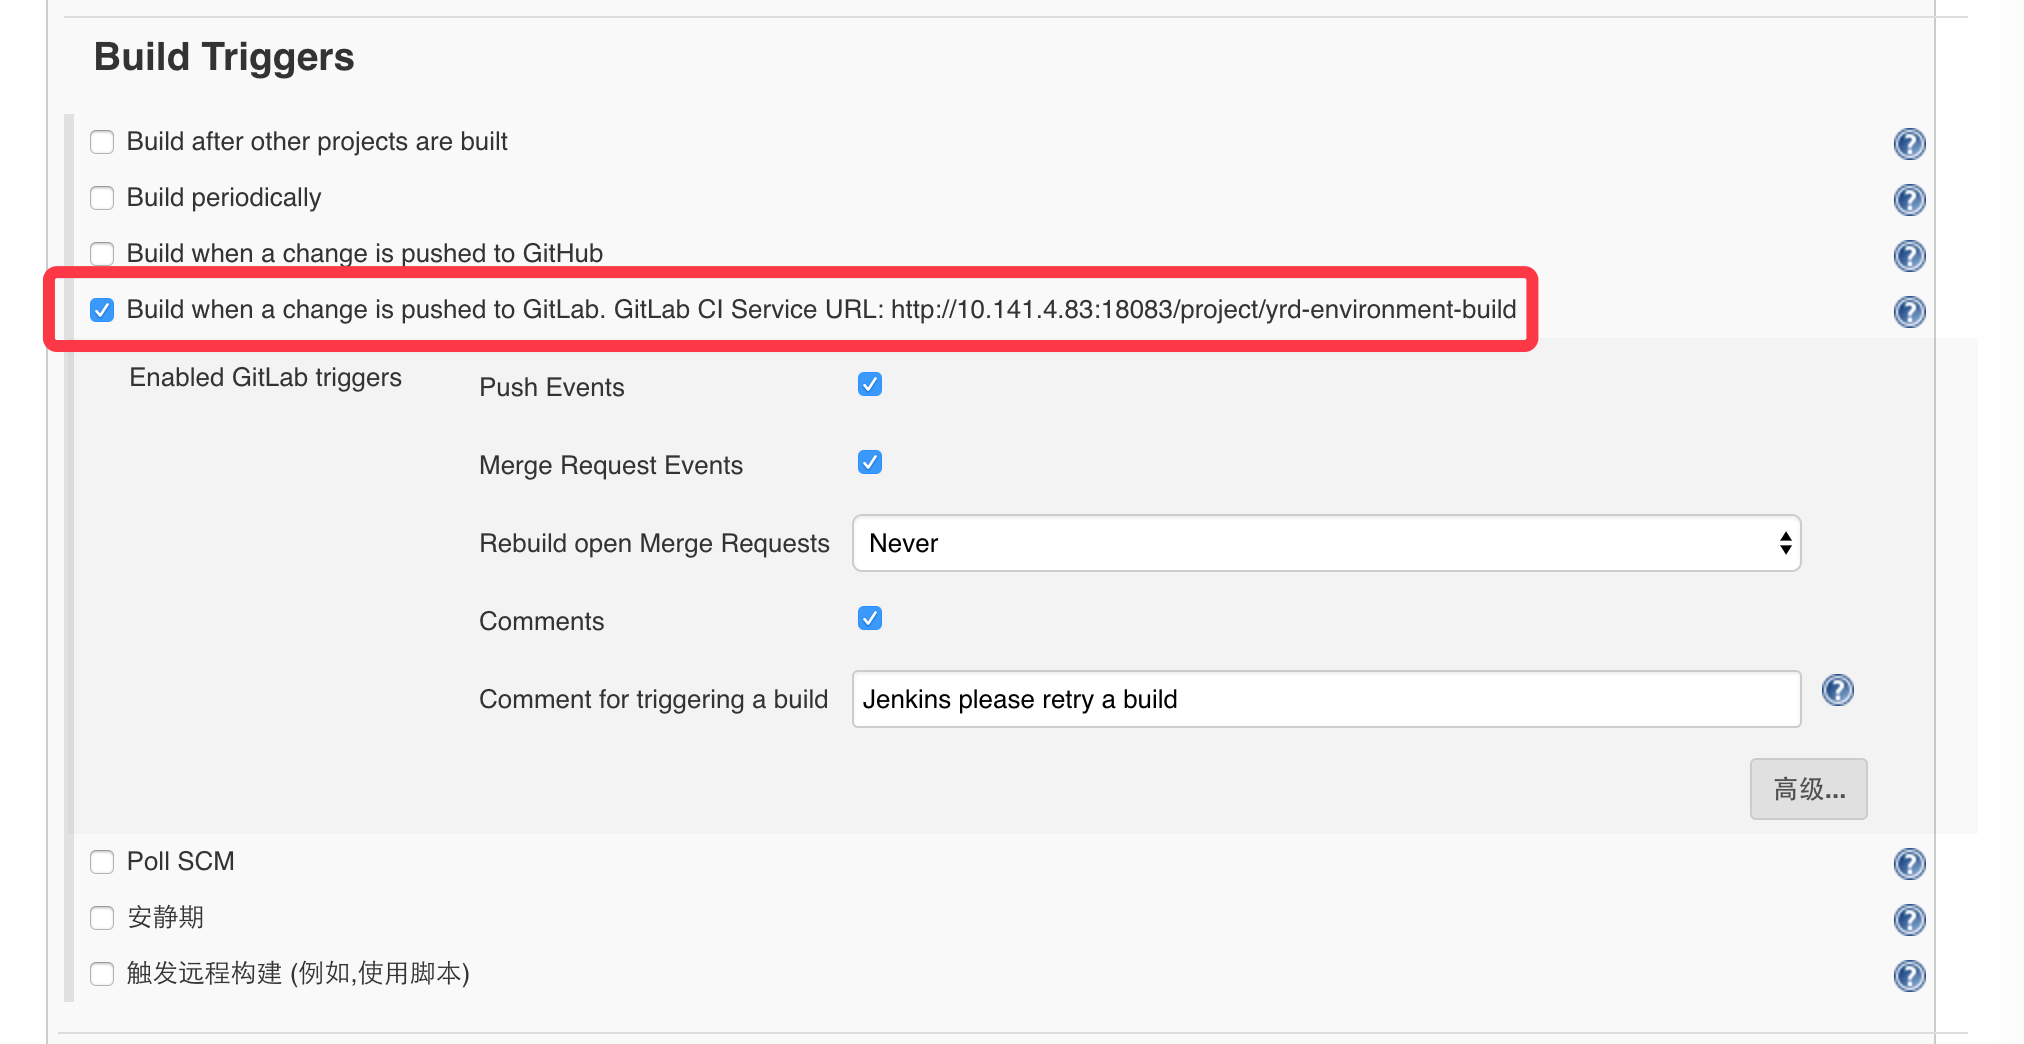 Build Triggers
Build after other projects are built
Build periodically
Build when a change is pushed to GitHub
Build when a change is pushed to GitLab. GitLab CI Service URL: http://10.141.4.83:18083/project/yrd-environment-build
Enabled GitLab triggers
Push Events
Merge Request Events
Rebuild open Merge Requests Never
Comments
Comment for triggering a build Jenkins please retry a build
高级...
Poll SCM
安静期
触发远程构建 (例如,使用脚本)